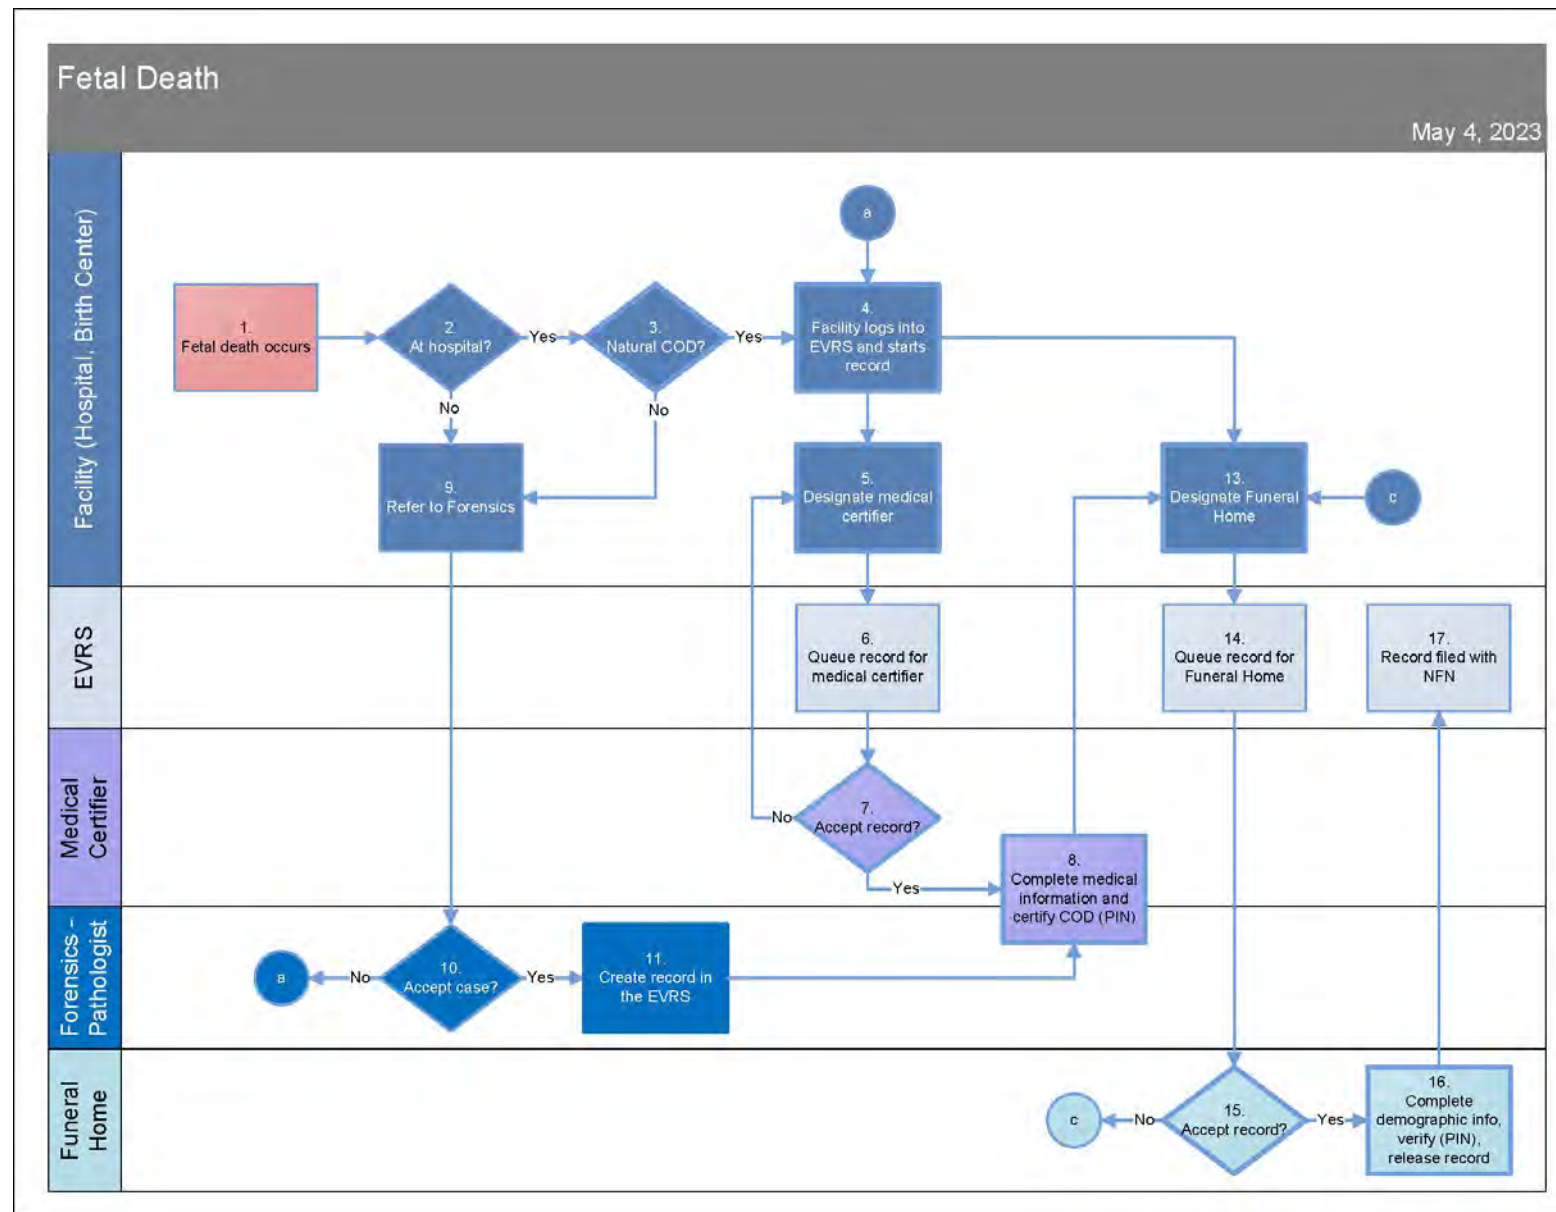 Fetal Death
May 4, 2023
Facility (Hospital, Birth Center)
a
1.
Fetal death occurs
2.
At hospital?
Yes
3.
Natural COD?
Yes
4.
Facility logs into
EVRS and starts
record
No
No
9.
Refer to Forensics
5.
Designate medical
certifier
13.
Designate Funeral
Home
c
EVRS
6.
Queue record for
medical certifier
14.
Queue record for
Funeral Home
17.
Record filed with
NFN
Medical
Certifier
7.
Accept record?
No
Yes
8.
Complete medical
information and
certify COD (PIN)
Forensics –
Pathologist
a
No
10.
Accept case?
Yes
11.
Create record in
the EVRS
Funeral
Home
c
No
15.
Accept record?
Yes
16.
Complete
demographic info,
verify (PIN),
release record